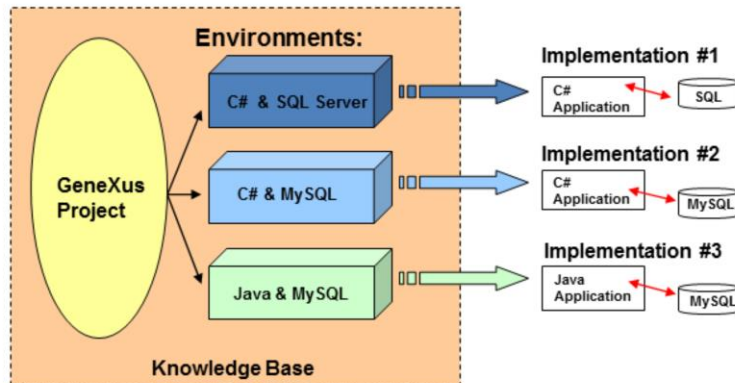 Environments:
GeneXus
Project
C# & SQL Server
C# & MySQL
Java & MySQL
Knowledge Base
Implementation #1
C#
Application
SQL
Implementation #2
C#
Application
MySQL
Implementation #3
Java
Application
MySQL